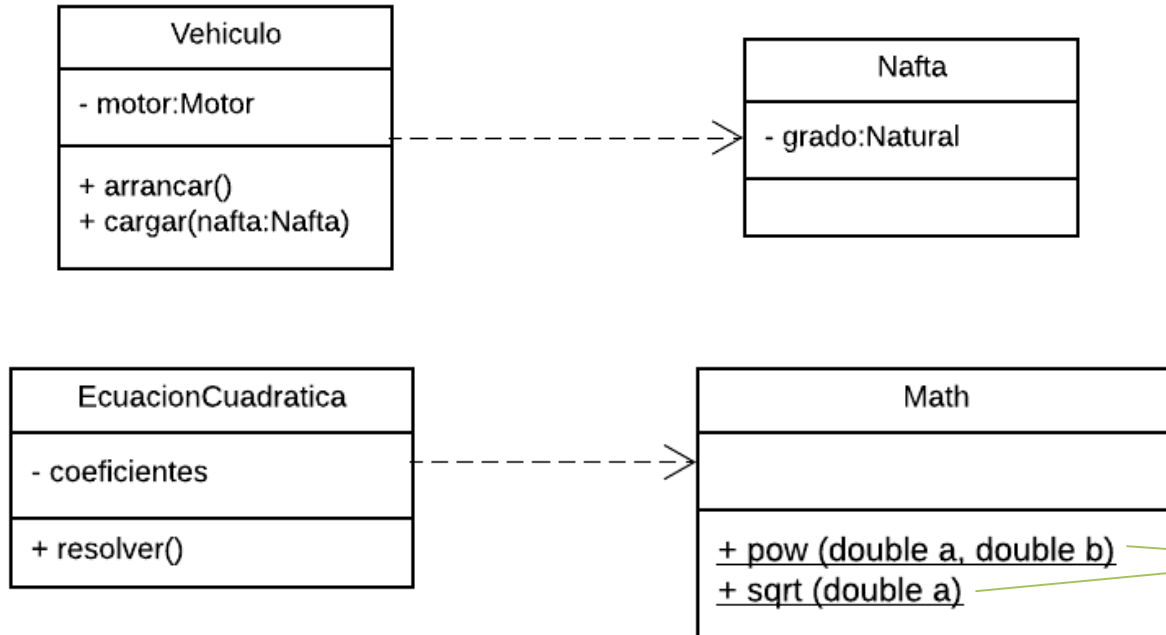 Vehiculo
- motor:Motor
+ arrancar()
+ cargar(nafta:Nafta)
Nafta
- grado:Natural
EcuacionCuadratica
- coeficientes
+ resolver()
Math
+ pow (double a, double b)
+ sqrt (double a)